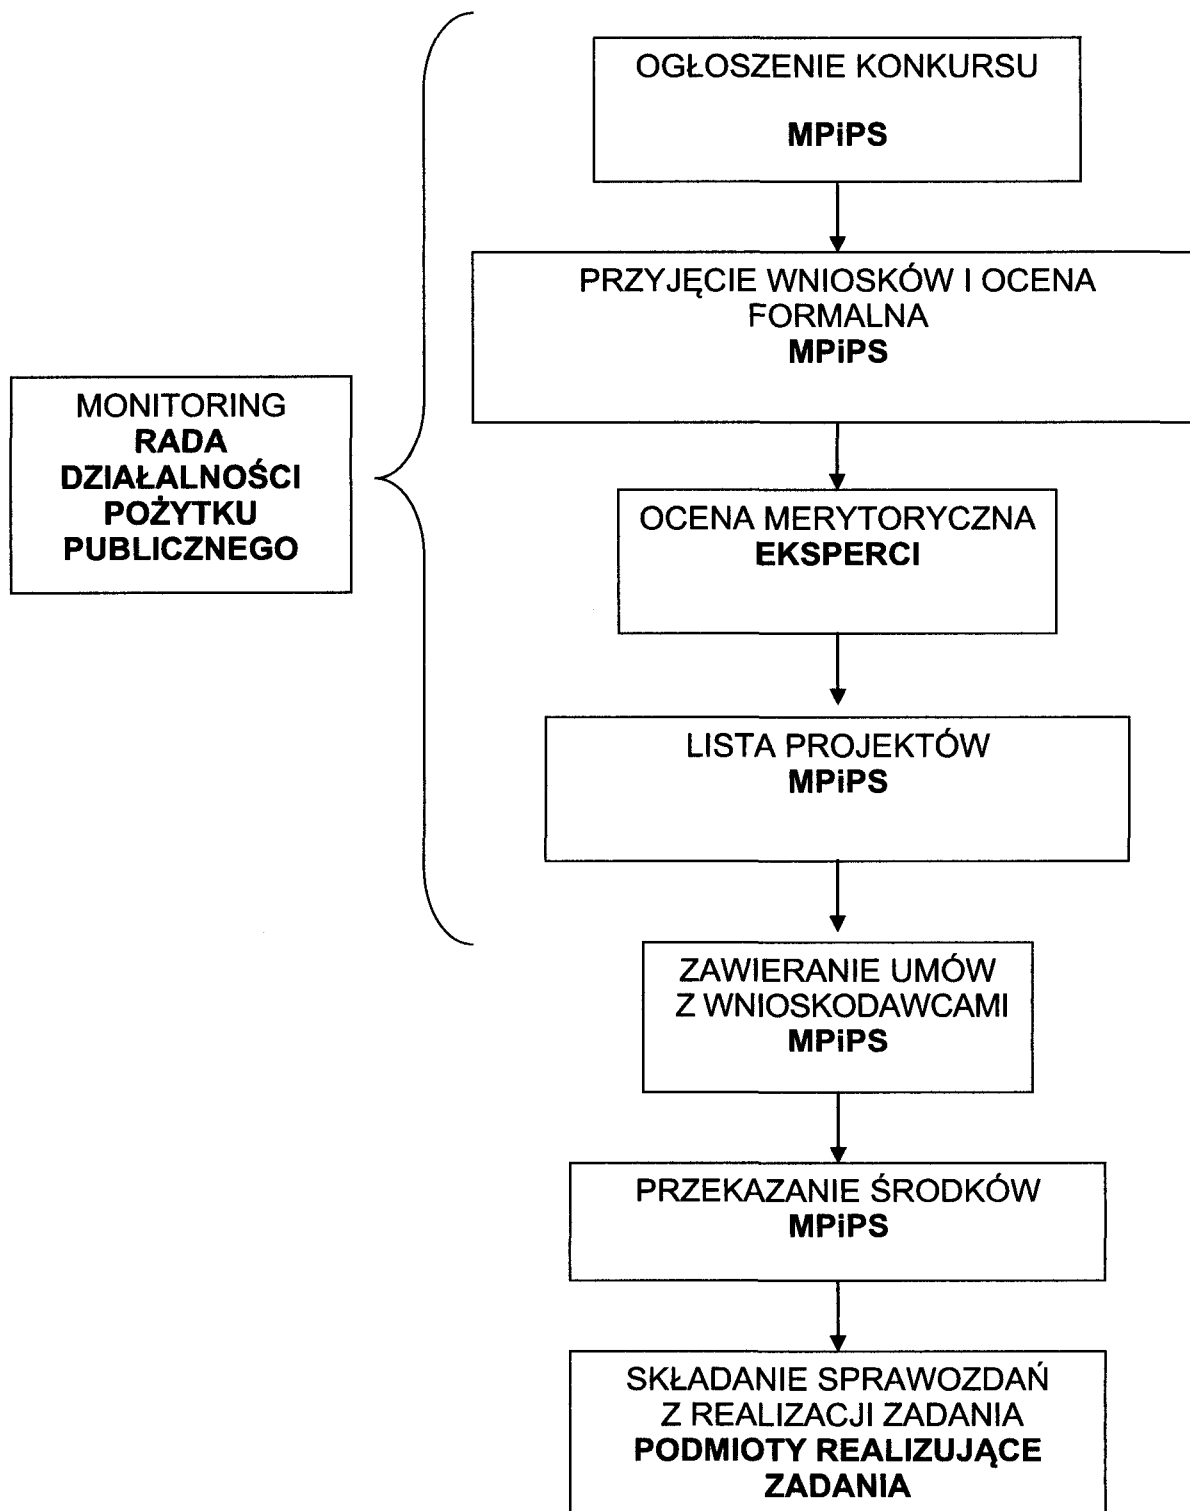 OGŁOSZENIE KONKURSU
MPiPS
PRZYJĘCIE WNIOSKÓW I OCENA
FORMALNA
MPiPS
MONITORING
RADA
DZIAŁALNOŚCI
POŻYTKU
PUBLICZNEGO
OCENA MERYTORYCZNA
EKSPERCI
LISTA PROJEKTÓW
MPiPS
ZAWIERANIE UMÓW
Z WNIOSKODAWCAMI
MPiPS
PRZEKAZANIE ŚRODKÓW
MPiPS
SKŁADANIE SPRAWOZDAŃ
Z REALIZACJI ZADANIA
PODMIOTY REALIZUJĄCE
ZADANIA